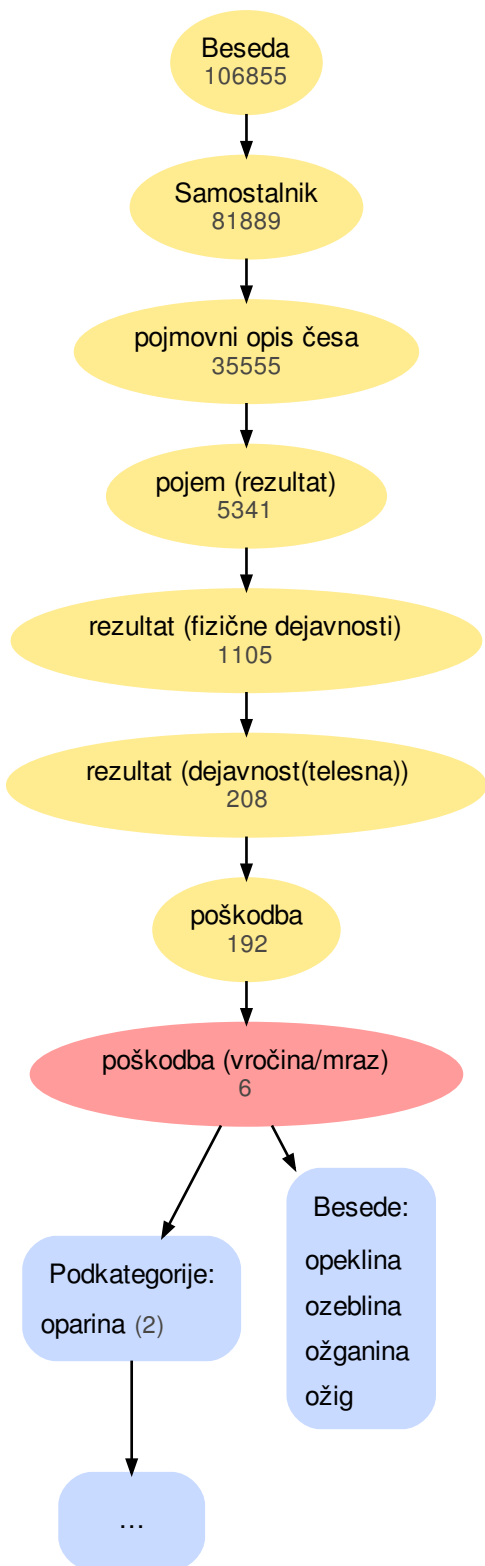 Beseda
106855
Samostalnik
81889
pojmovni opis česa
35555
pojem (rezultat)
5341
rezultat (fizične dejavnosti)
1105
rezultat (dejavnost(telesna))
208
poškodba
192
poškodba (vročina/mraz)
6
Podkategorije:
oparina (2)
...
Besede:
opeklina
ozeblina
ožganina
ožig